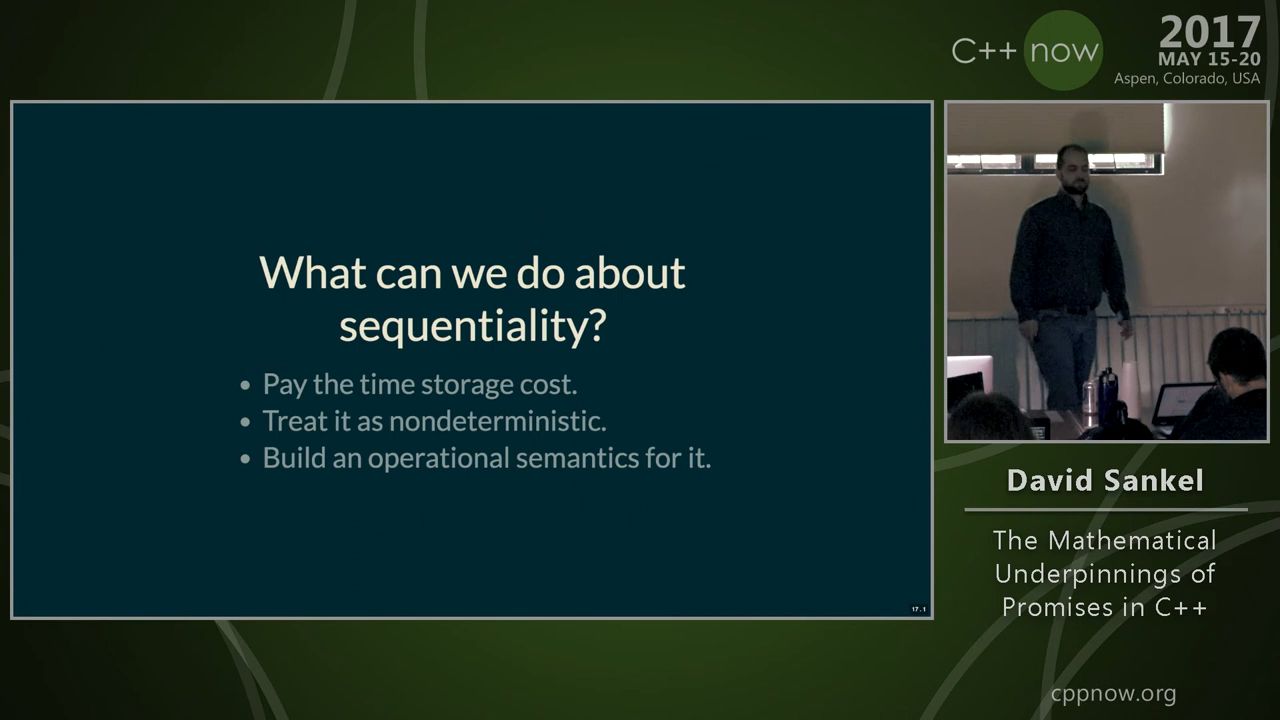 C++ now
2017
MAY 15-20
Aspen, Colorado, USA
What can we do about
sequentiality?
• Pay the time storage cost.
• Treat it as nondeterministic.
• Build an operational semantics for it.
17.1
David Sankel
The Mathematical
Underpinnings of
Promises in C++
cppnow.org